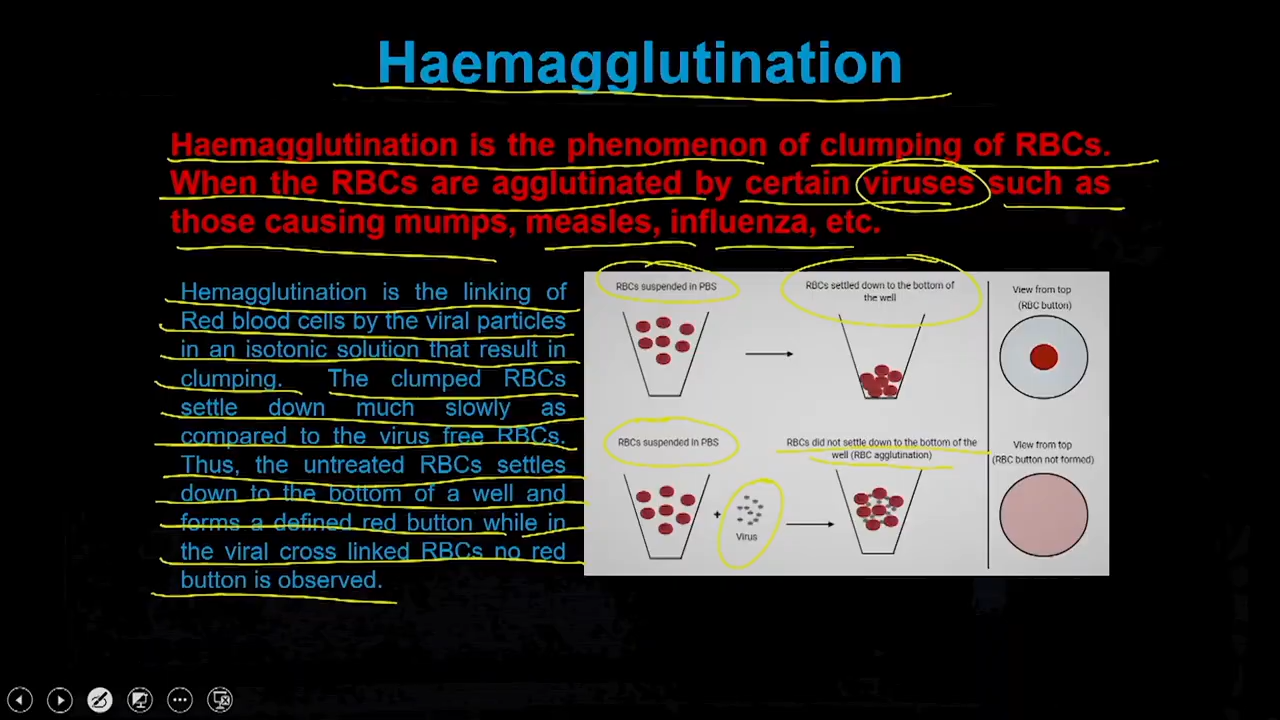 Haemagglutination
Haemagglutination is the phenomenon of clumping of RBCs.
When the RBCs are agglutinated by certain viruses such as
those causing mumps, measles, influenza, etc.
Hemagglutination is the linking of
Red blood cells by the viral particles
in an isotonic solution that result in
clumping. The clumped RBCs
settle down much slowly as
compared to the virus free RBCs.
Thus, the untreated RBCs settles
down to the bottom of a well and
forms a defined red button while in
the viral cross linked RBCs no red
button is observed.
RBCs suspended in PBS
RBCs settled down to the bottom of
the well
View from top
(RBC button)
RBCs suspended in PBS
RBCs did not settle down to the bottom of the
well (RBC agglutination)
View from top
(RBC button not formed)
+
Virus